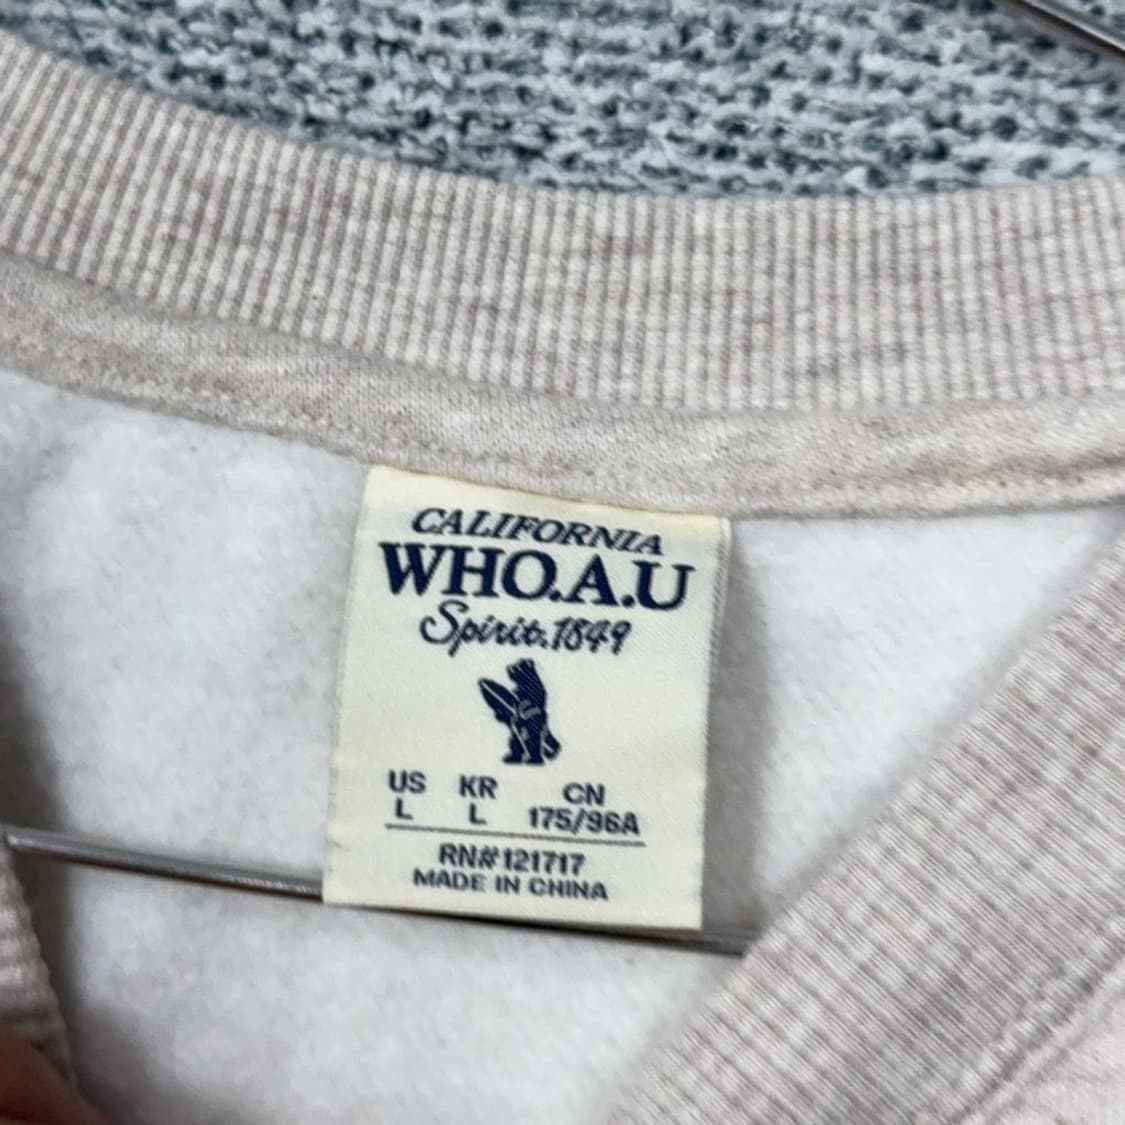 CALIFORNIA
WHO.A.U
Spirit.1849
US KR CN
L L 175/96A
RN#121717
MADE IN CHINA